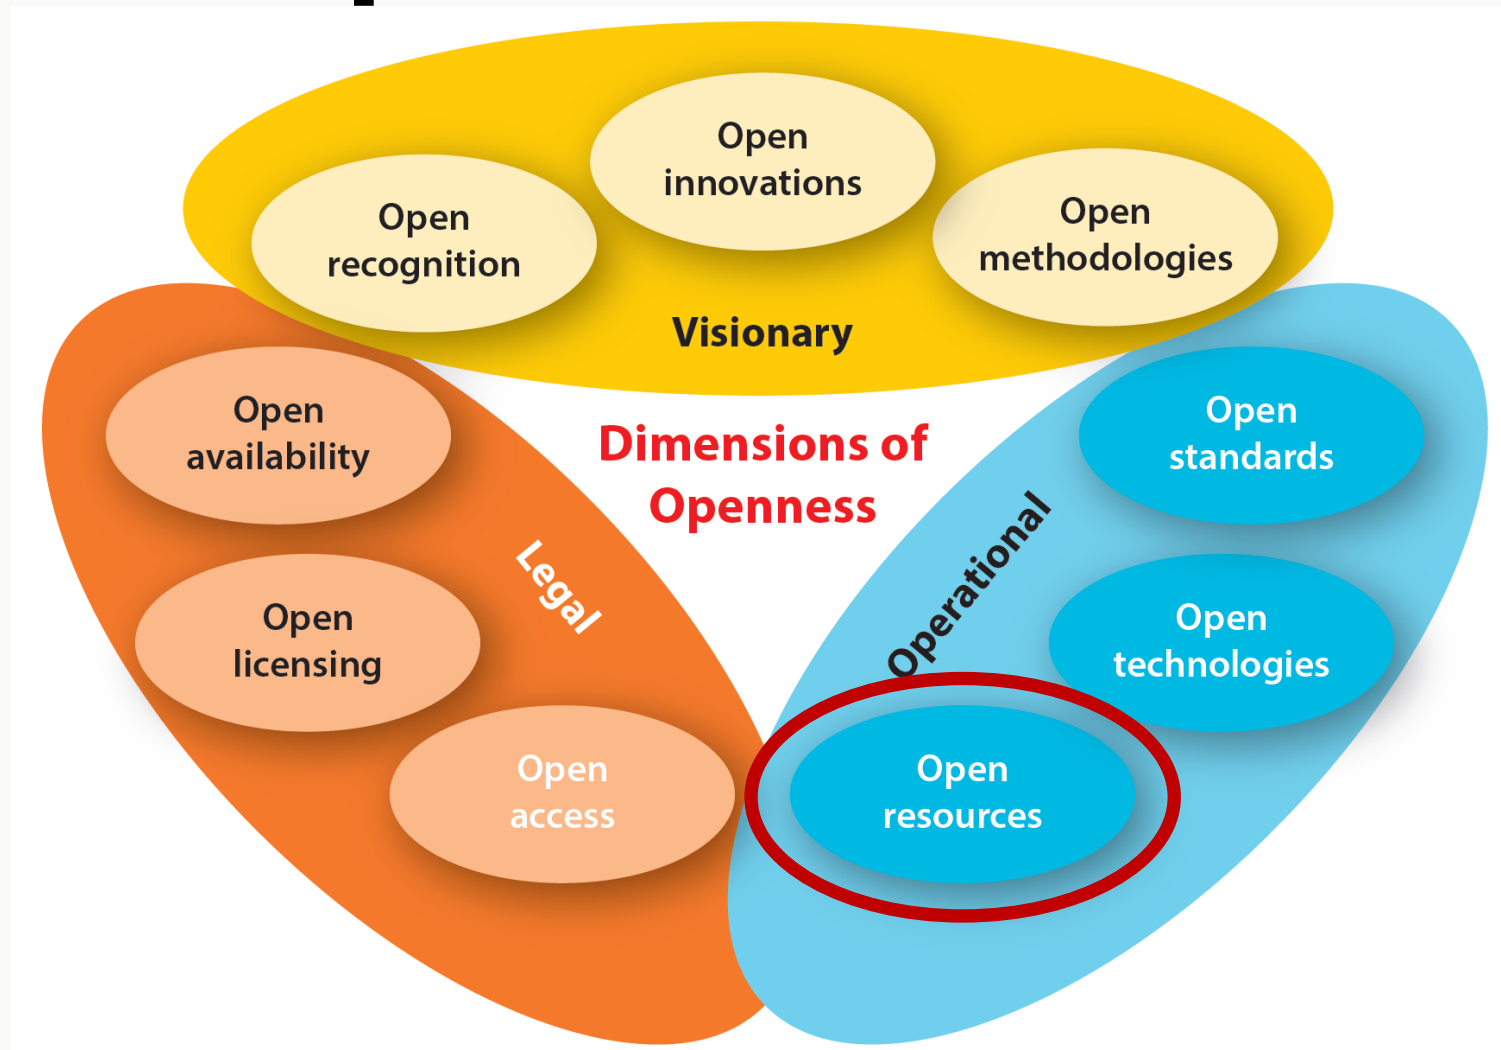 Open
innovations
Open
recognition
Open
methodologies
Visionary
Dimensions of
Openness
Open
availability
Open
licensing
Open
access
Legal
Operational
Open
standards
Open
technologies
Open
resources